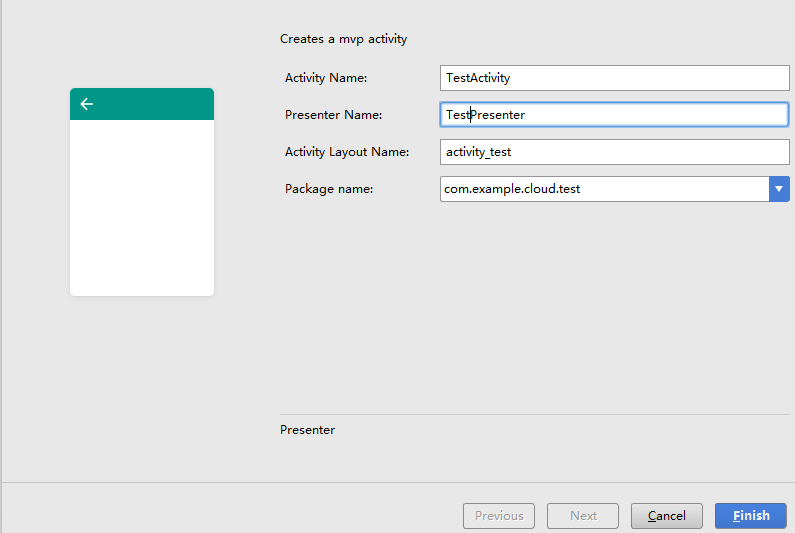 Creates a mvp activity
Activity Name: TestActivity
Presenter Name: TestPresenter
Activity Layout Name: activity_test
Package name: com.example.cloud.test
Presenter
Previous Next Cancel Finish